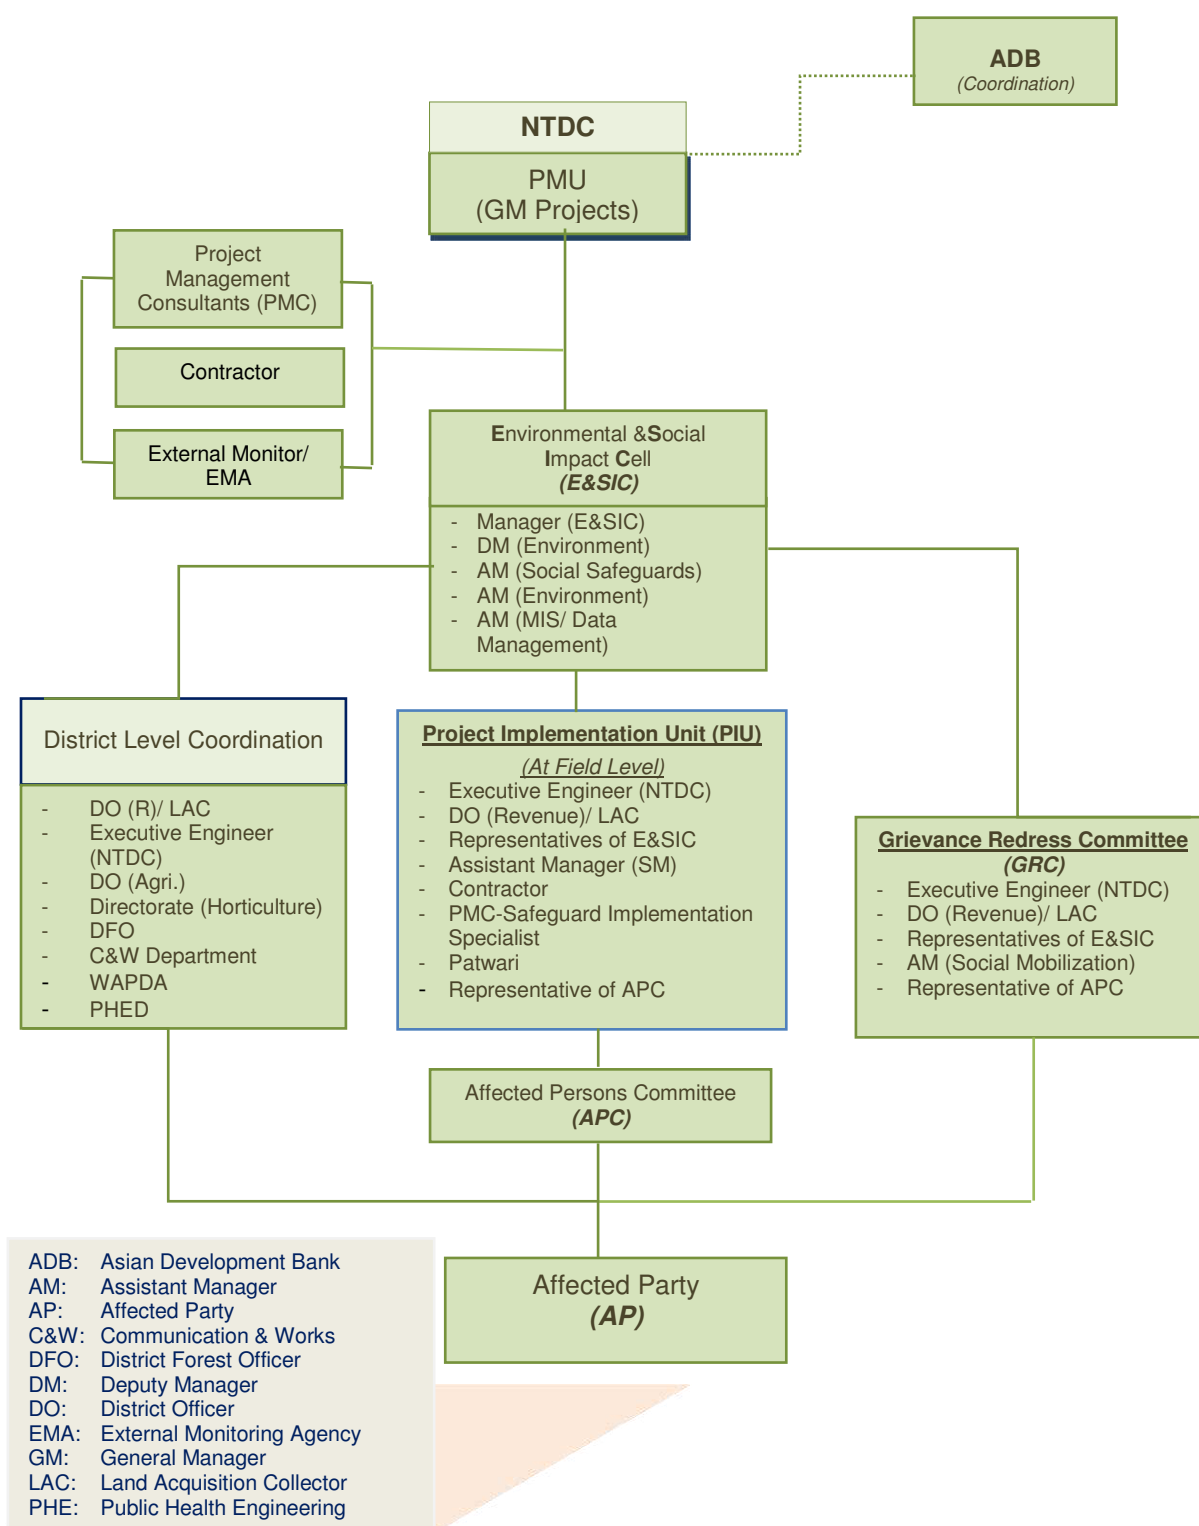 ADB
(Coordination)
NTDC
PMU
(GM Projects)
Project
Management
Consultants (PMC)
Contractor
External Monitor/
EMA
Environmental &Social
Impact Cell
(E&SIC)
- Manager (E&SIC)
- DM (Environment)
- AM (Social Safeguards)
- AM (Environment)
- AM (MIS/ Data
Management)
District Level Coordination
- DO (R)/ LAC
- Executive Engineer
(NTDC)
- DO (Agri.)
- Directorate (Horticulture)
- DFO
- C&W Department
- WAPDA
- PHED
Project Implementation Unit (PIU)
(At Field Level)
- Executive Engineer (NTDC)
- DO (Revenue)/ LAC
- Representatives of E&SIC
- Assistant Manager (SM)
- Contractor
- PMC-Safeguard Implementation
Specialist
- Patwari
- Representative of APC
Grievance Redress Committee
(GRC)
- Executive Engineer (NTDC)
- DO (Revenue)/ LAC
- Representatives of E&SIC
- AM (Social Mobilization)
- Representative of APC
Affected Persons Committee
(APC)
Affected Party
(AP)
ADB: Asian Development Bank
AM: Assistant Manager
AP: Affected Party
C&W: Communication & Works
DFO: District Forest Officer
DM: Deputy Manager
DO: District Officer
EMA: External Monitoring Agency
GM: General Manager
LAC: Land Acquisition Collector
PHE: Public Health Engineering